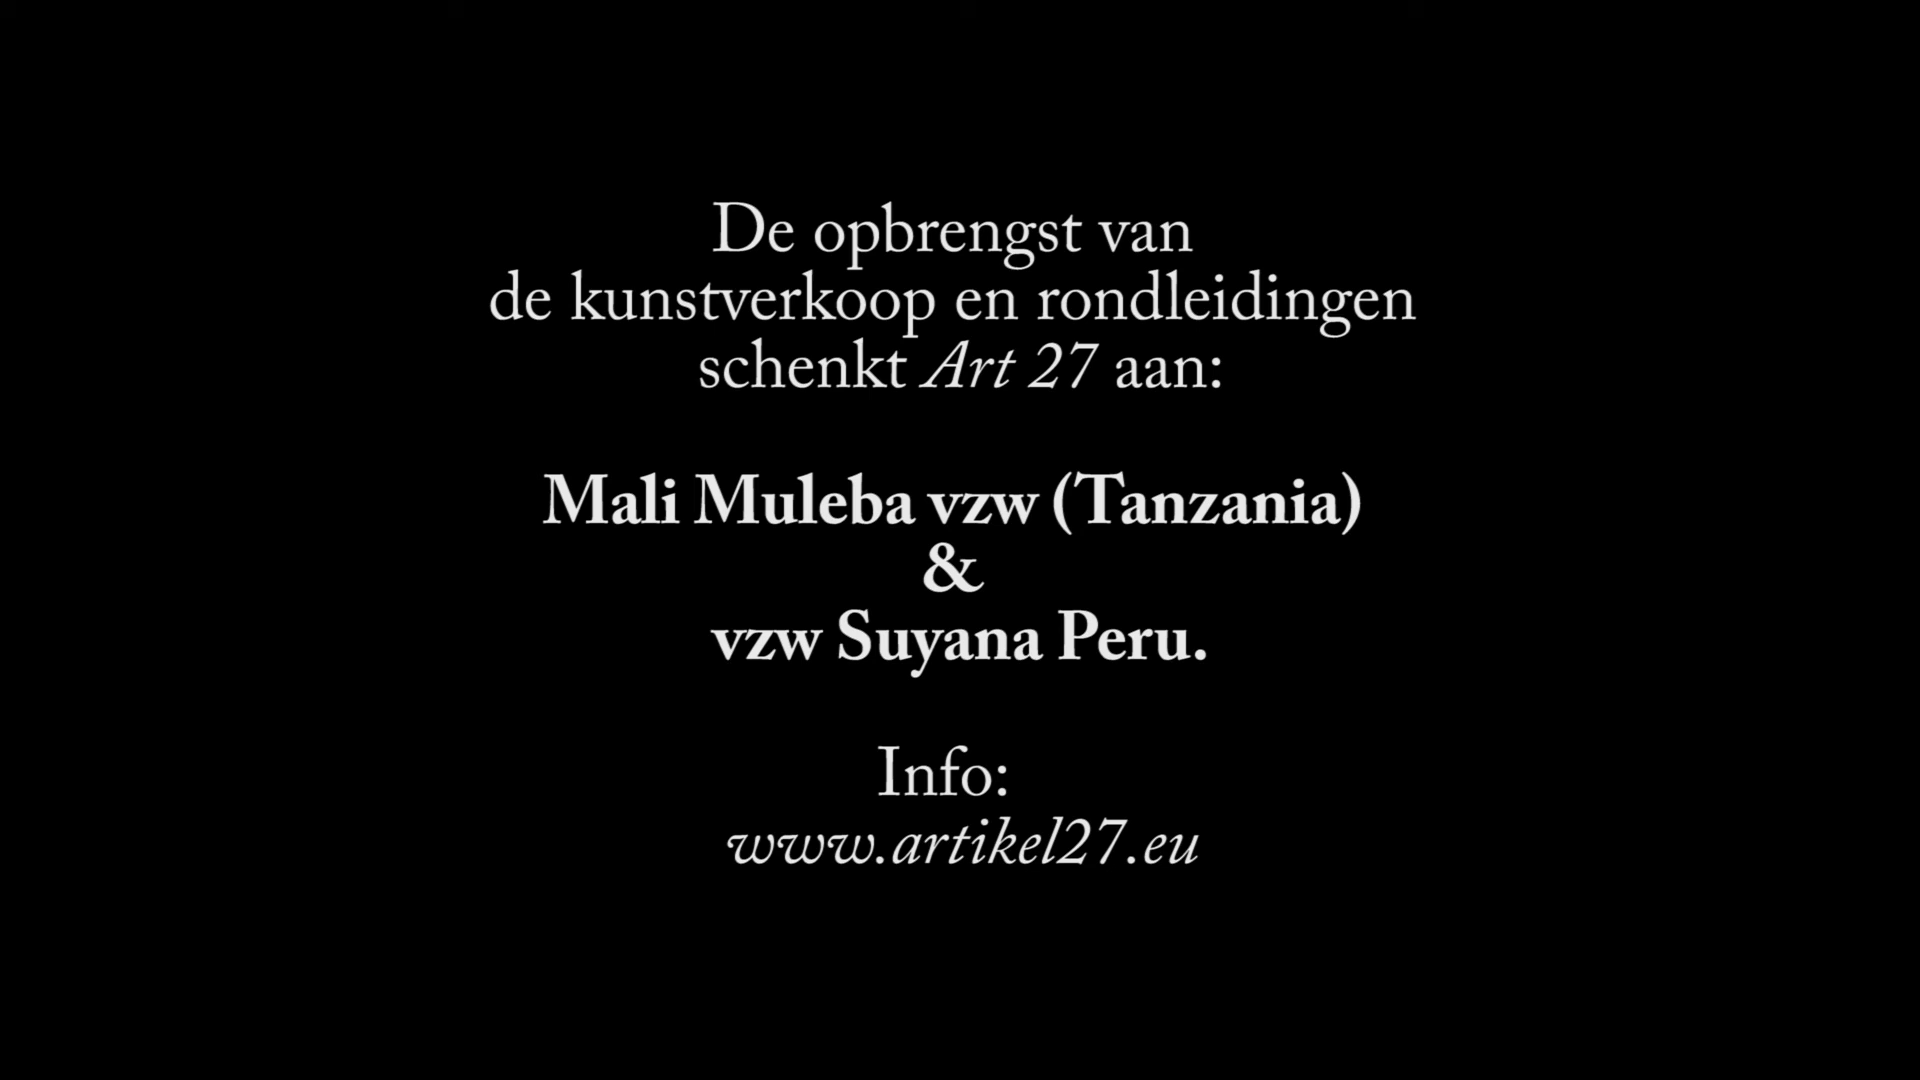 De opbrengst van
de kunstverkoop en rondleidingen
schenkt Art 27 aan:
Mali Muleba vzw (Tanzania)
&
vzw Suyana Peru.
Info:
www.artikel27.eu